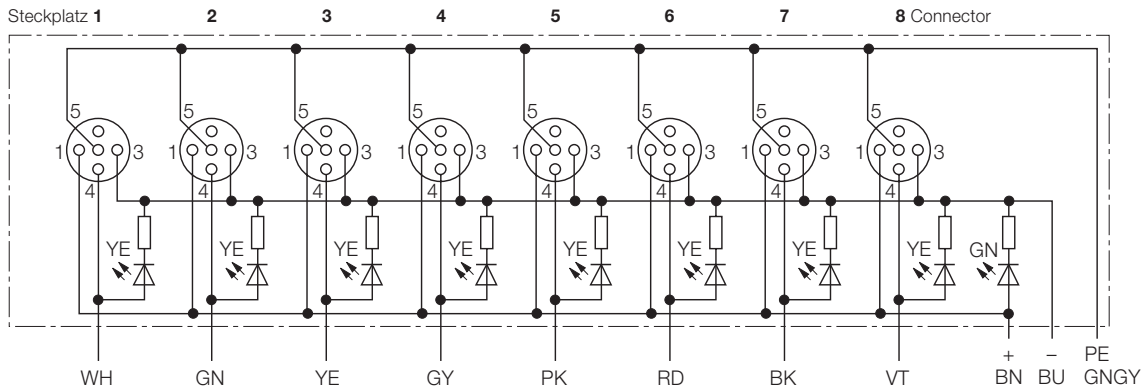 Steckplatz 1 2 3 4 5 6 7 8 Connector
5 5 5 5 5 5 5 5
1 3 1 3 1 3 1 3 1 3 1 3 1 3 1 3
4 4 4 4 4 4 4 4
YE YE YE YE YE YE YE YE GN
+ – PE
WH GN YE GY PK RD BK VT BN BU GNGY